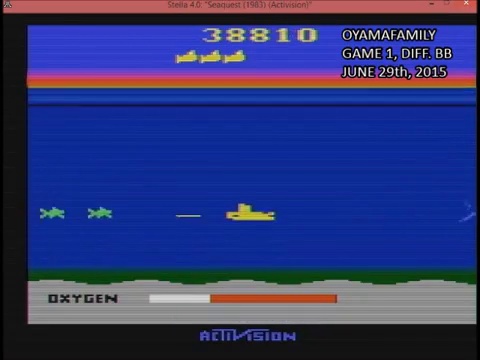 Stella 4.0: "Seaquest (1983) (Activision)"
38810
OYAMAFAMILY
GAME 1, DIFF. BB
JUNE 29th, 2015
OXYGEN
ACTIVISION